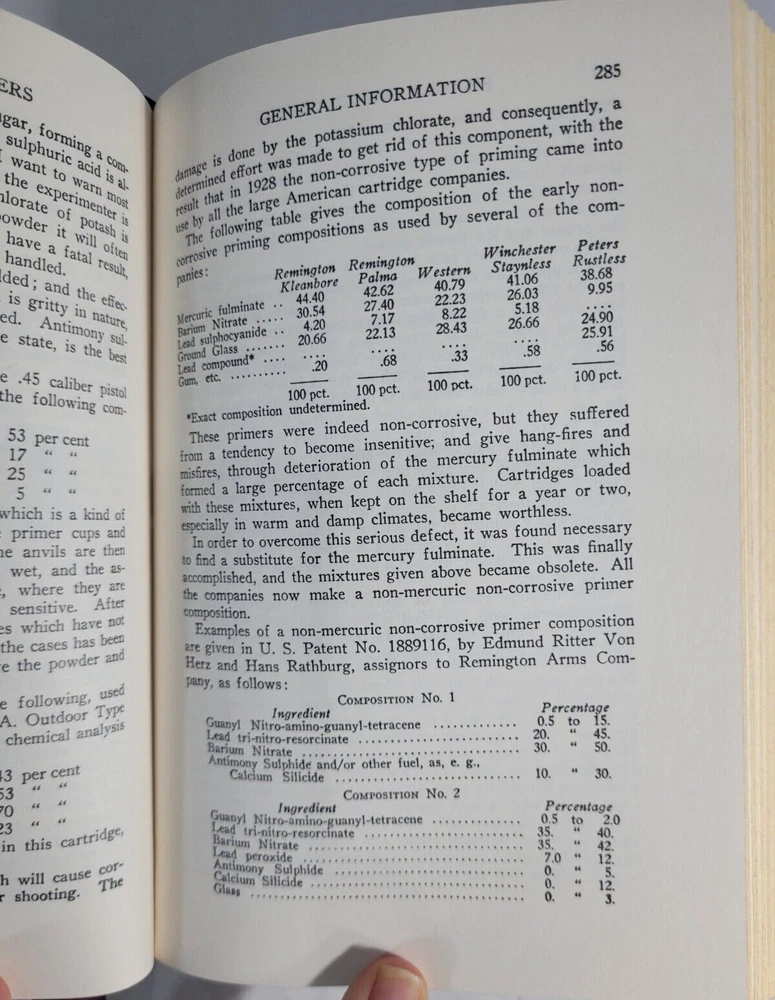 ERS
gar, forming a com-
sulphuric acid is al-
I want to warn most
the experimenter is
hlorate of potash is
owder it will often
have a fatal result,
handled.
ded; and the effec-
is gritty in nature,
ed. Antimony sul-
e state, is the best
e .45 caliber pistol
the following com-
53 per cent
17 “ “
25 “ “
5 “ “
which is a kind of
primer cups and
he anvils are then
wet, and the as-
, where they are
sensitive. After
es which have not
the cases has been
e the powder and
e following, used
A. Outdoor Type
chemical analysis
43 per cent
53 “ “
70 “ “
23 “ “
in this cartridge,
h will cause cor-
r shooting. The
GENERAL INFORMATION 285
damage is done by the potassium chlorate, and consequently, a
determined effort was made to get rid of this component, with the
result that in 1928 the non-corrosive type of priming came into
use by all the large American cartridge companies.
The following table gives the composition of the early non-
corrosive priming compositions as used by several of the com-
panies:
Remington Remington Winchester Peters
Kleanbore Palma Western Staynless Rustless
Mercuric fulminate .. 44.40 42.62 40.79 41.06 38.68
Barium Nitrate ..... 30.54 27.40 22.23 26.03 9.95
Lead sulphocyanide .. 4.20 7.17 8.22 5.18 ....
Ground Glass ....... 20.66 22.13 28.43 26.66 24.90
Lead compound* .... .... .... .... .... 25.91
Gum, etc. .......... .20 .68 .33 .58 .56
100 pct. 100 pct. 100 pct. 100 pct. 100 pct.
*Exact composition undetermined.
These primers were indeed non-corrosive, but they suffered
from a tendency to become insenitive; and give hang-fires and
misfires, through deterioration of the mercury fulminate which
formed a large percentage of each mixture. Cartridges loaded
with these mixtures, when kept on the shelf for a year or two,
especially in warm and damp climates, became worthless.
In order to overcome this serious defect, it was found necessary
to find a substitute for the mercury fulminate. This was finally
accomplished, and the mixtures given above became obsolete. All
the companies now make a non-mercuric non-corrosive primer
composition.
Examples of a non-mercuric non-corrosive primer composition
are given in U. S. Patent No. 1889116, by Edmund Ritter Von
Herz and Hans Rathburg, assignors to Remington Arms Com-
pany, as follows:
COMPOSITION NO. 1
Ingredient Percentage
Guanyl Nitro-amino-guanyl-tetracene ............. 0.5 to 15.
Lead tri-nitro-resorcinate ......................... 20. “ 45.
Barium Nitrate .................................. 30. “ 50.
Antimony Sulphide and/or other fuel, as, e. g.,
Calcium Silicide ............................. 10. “ 30.
COMPOSITION NO. 2
Ingredient Percentage
Guanyl Nitro-amino-guanyl-tetracene .............. 0.5 to 2.0
Lead tri-nitro-resorcinate ......................... 35. “ 40.
Barium Nitrate .................................. 35. “ 42.
Lead peroxide ................................... 7.0 “ 12.
Antimony Sulphide ............................... 0. “ 5.
Calcium Silicide ................................. 0. “ 12.
Glass .......................................... 0. “ 3.